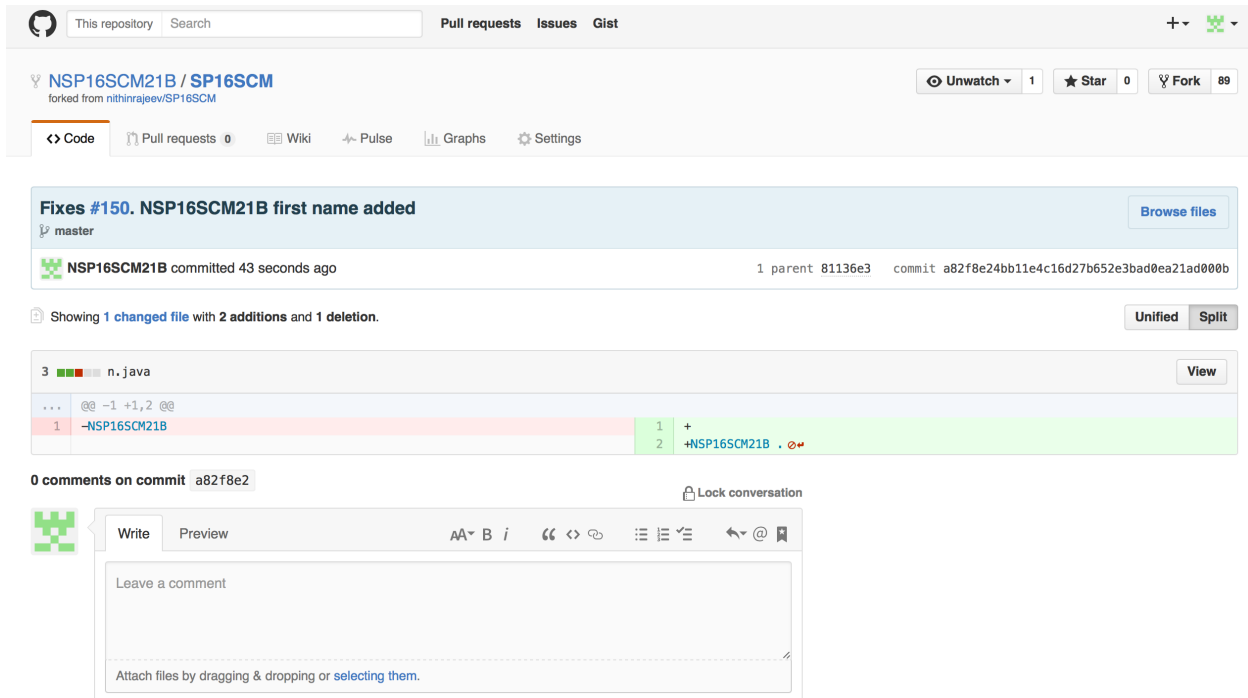 This repository Search Pull requests Issues Gist
NSP16SCM21B / SP16SCM Unwatch 1 Star 0 Fork 89
forked from nithinrajeev/SP16SCM
Code Pull requests 0 Wiki Pulse Graphs Settings
Fixes #150. NSP16SCM21B first name added Browse files
master
NSP16SCM21B committed 43 seconds ago 1 parent 81136e3 commit a82f8e24bb11e4c16d27b652e3bad0ea21ad000b
Showing 1 changed file with 2 additions and 1 deletion. Unified Split
3 n.java View
... @@ -1 +1,2 @@
1 -NSP16SCM21B 1 +
2 +NSP16SCM21B .
0 comments on commit a82f8e2
Lock conversation
Write Preview AA B i “ <> @
Leave a comment
Attach files by dragging & dropping or selecting them.